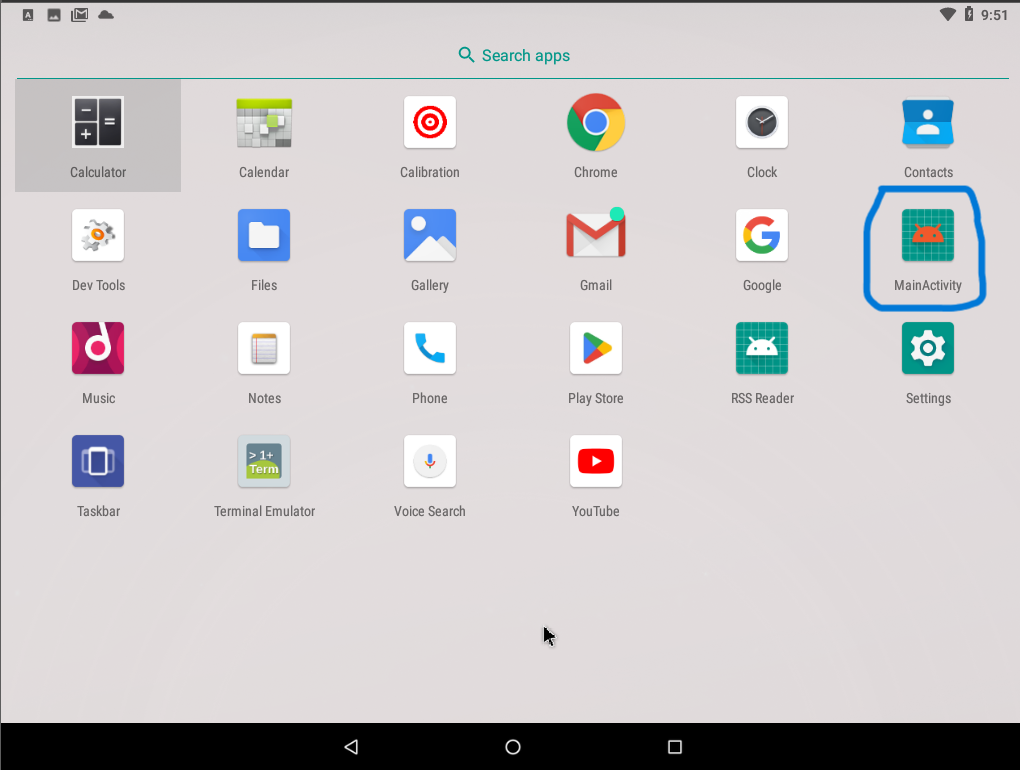 9:51
Search apps
Calculator Calendar Calibration Chrome Clock Contacts
Dev Tools Files Gallery Gmail Google MainActivity
Music Notes Phone Play Store RSS Reader Settings
> 1+
Term
Taskbar Terminal Emulator Voice Search YouTube